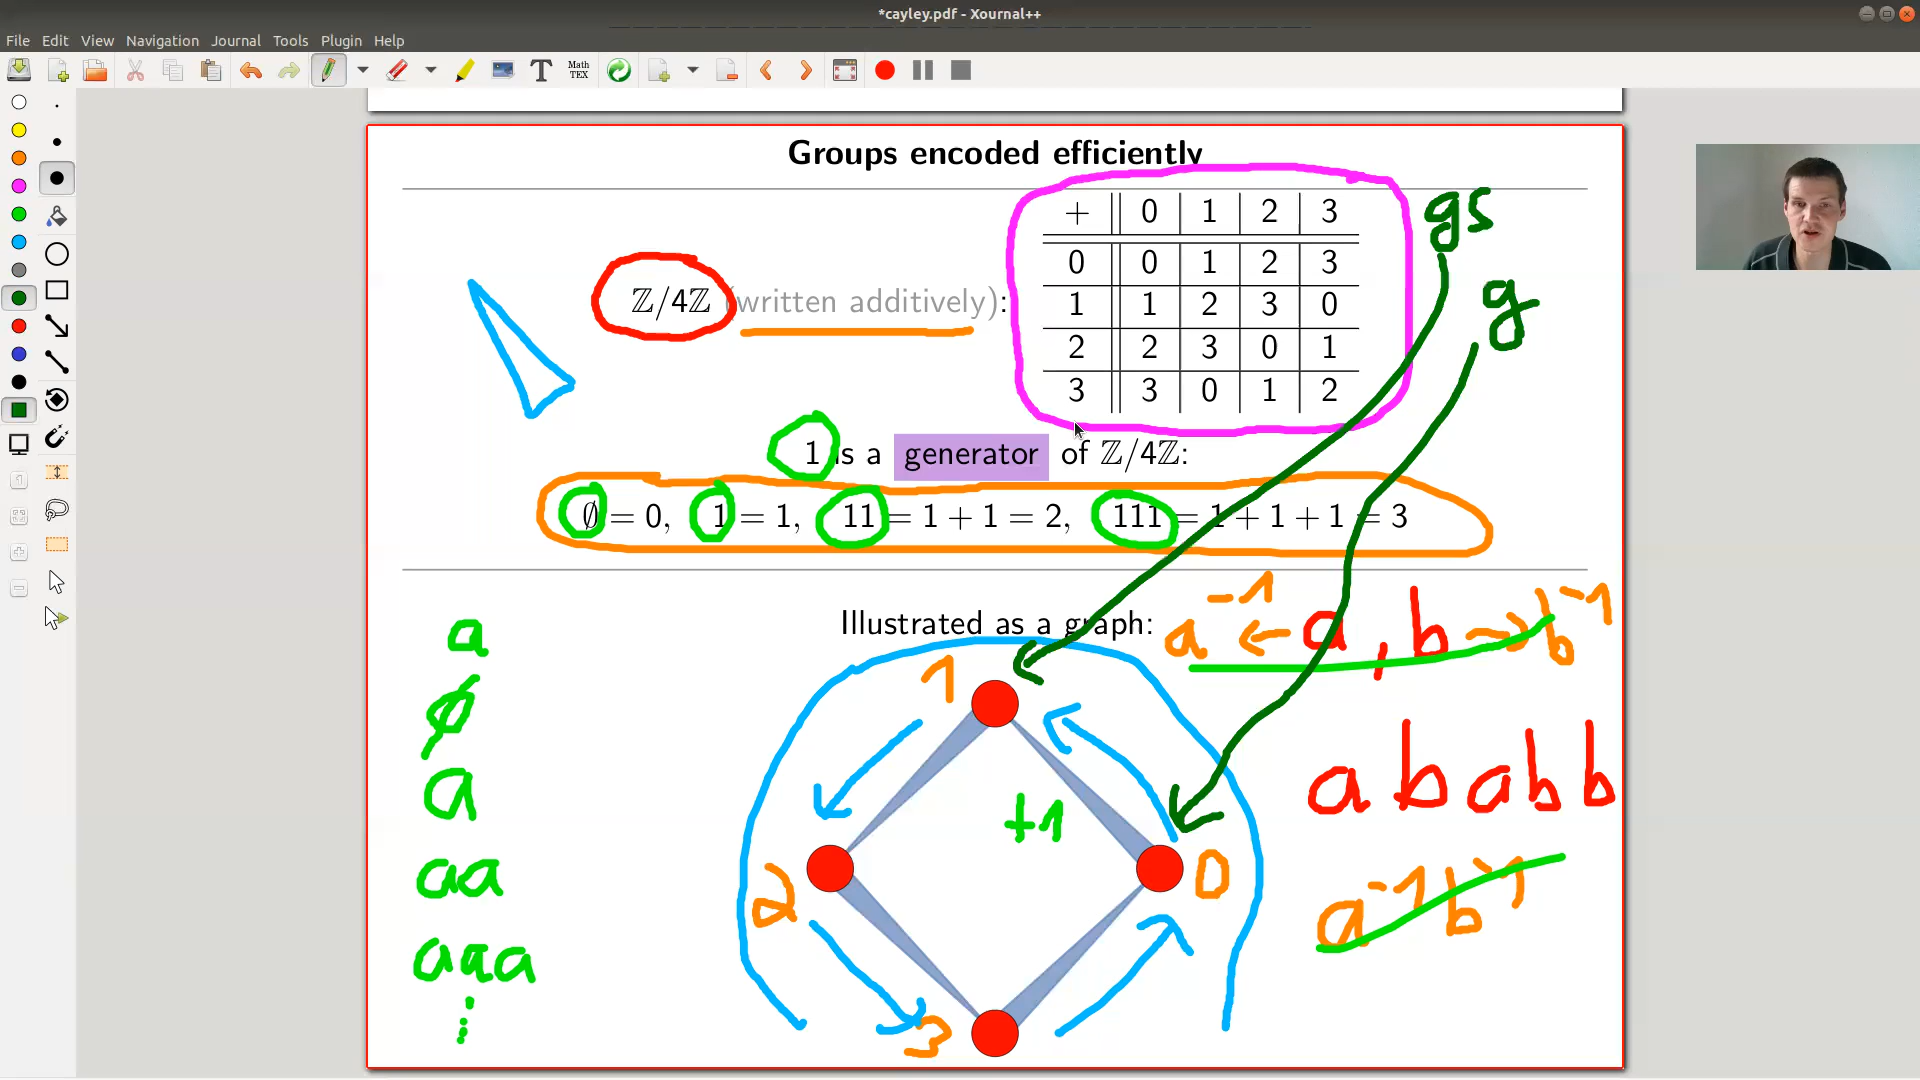 *cayley.pdf - Xournal++
File Edit View Navigation Journal Tools Plugin Help
Math TEX
Groups encoded efficiently
ℤ/4ℤ (written additively):
+ 0 1 2 3
0 0 1 2 3
1 1 2 3 0
2 2 3 0 1
3 3 0 1 2
gs
g
1 is a generator of ℤ/4ℤ:
∅ = 0, 1 = 1, 11 = 1 + 1 = 2, 111 = 1 + 1 + 1 = 3
Illustrated as a graph:
a⁻¹ ← a, b → b⁻¹
a
∅
a
aa
aaa
⋮
1
+1
2
0
3
a b a b b
a⁻¹ b⁻¹